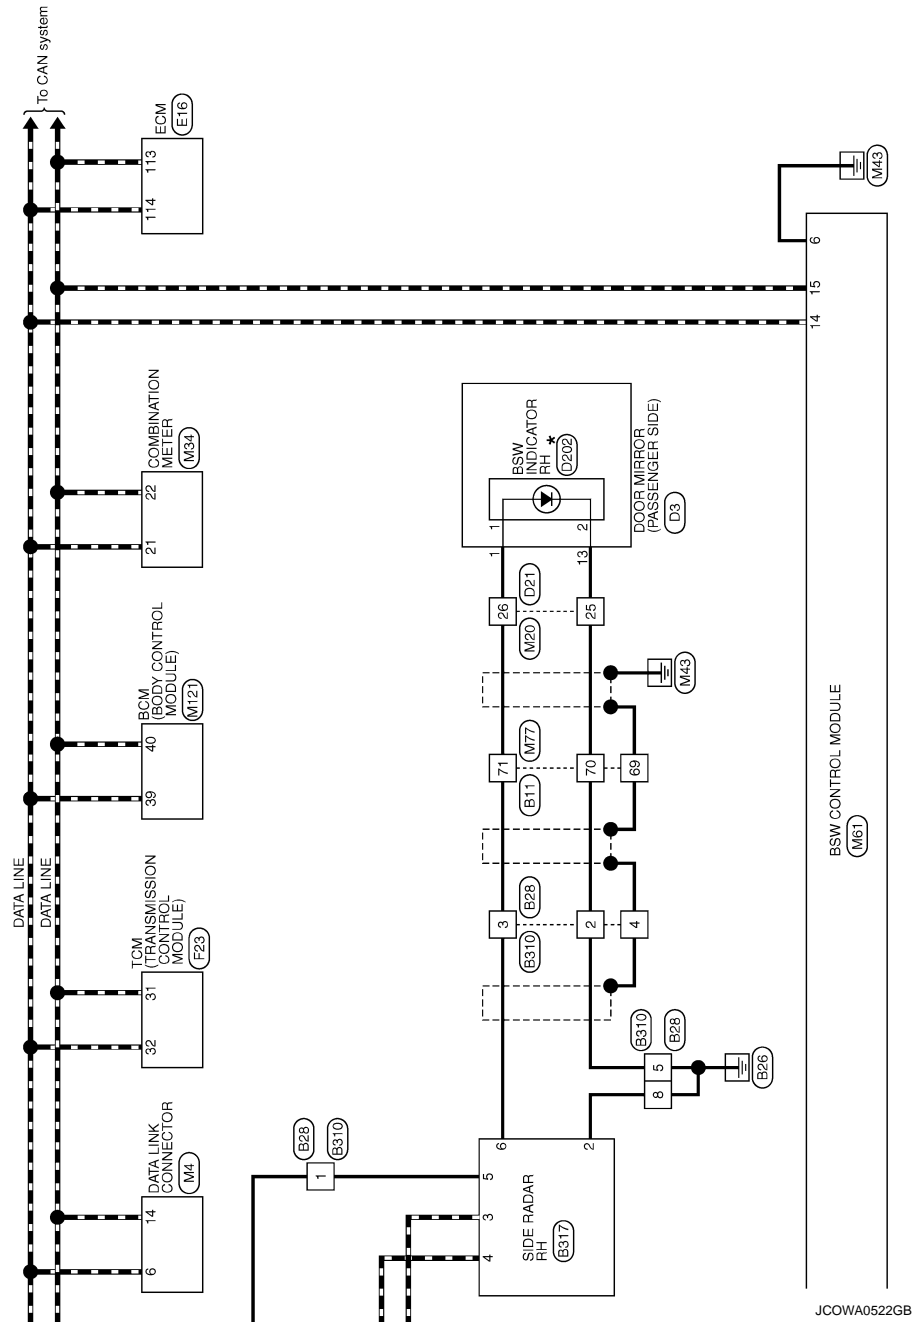 To CAN system
DATA LINE
DATA LINE
DATA LINK
CONNECTOR
M4
6
14
TCM
(TRANSMISSION
CONTROL
MODULE)
F23
32
31
BCM
(BODY CONTROL
MODULE)
M121
39
40
COMBINATION
METER
M34
21
22
ECM
E16
114
113
B28
B310
1
5
3
4
6
2
SIDE RADAR
RH
B317
3
2
4
B310
B28
71
70
69
B11
M77
26
25
M20
D21
M43
1
13
1
2
BSW
INDICATOR
RH
*
D202
DOOR MIRROR
(PASSENGER SIDE)
D3
B310
B28
5
8
B26
BSW CONTROL MODULE
M61
14
15
6
M43
JCOWA0522GB